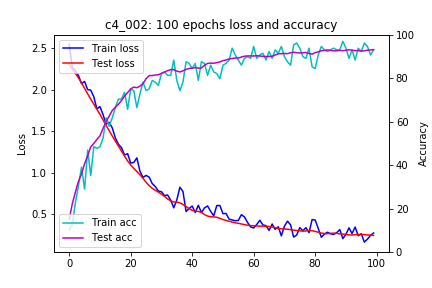 c4_002: 100 epochs loss and accuracy
Train loss
Test loss
Train acc
Test acc
Loss
2.5
2.0
1.5
1.0
0.5
Accuracy
100
80
60
40
20
0
0
20
40
60
80
100